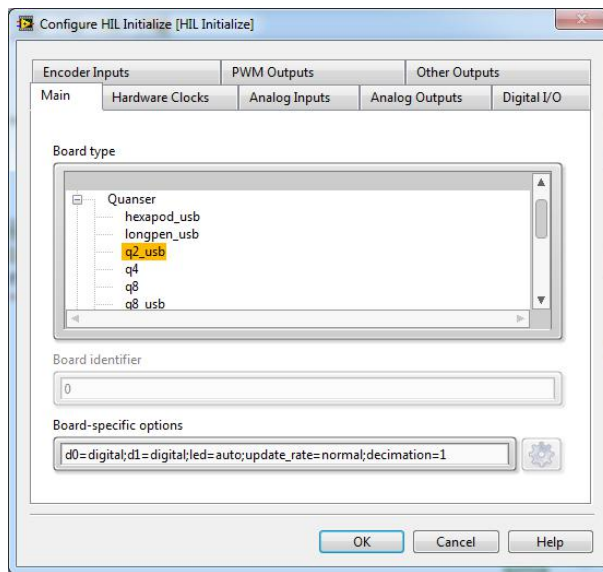 Configure HIL Initialize [HIL Initialize]
Encoder Inputs PWM Outputs Other Outputs
Main Hardware Clocks Analog Inputs Analog Outputs Digital I/O
Board type
Quanser
hexapod_usb
longpen_usb
q2_usb
q4
q8
q8_usb
Board identifier
0
Board-specific options
d0=digital;d1=digital;led=auto;update_rate=normal;decimation=1
OK Cancel Help